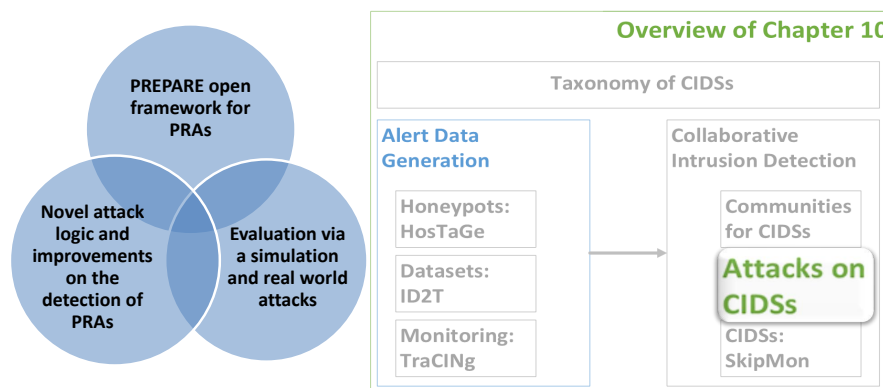 PREPARE open
framework for
PRAs
Novel attack
logic and
improvements
on the
detection of
PRAs
Evaluation via
a simulation
and real world
attacks
Overview of Chapter 10
Taxonomy of CIDSs
Alert Data
Generation
Honeypots:
HosTaGe
Datasets:
ID2T
Monitoring:
TraCINg
Collaborative
Intrusion Detection
Communities
for CIDSs
Attacks on
CIDSs
CIDSs:
SkipMon